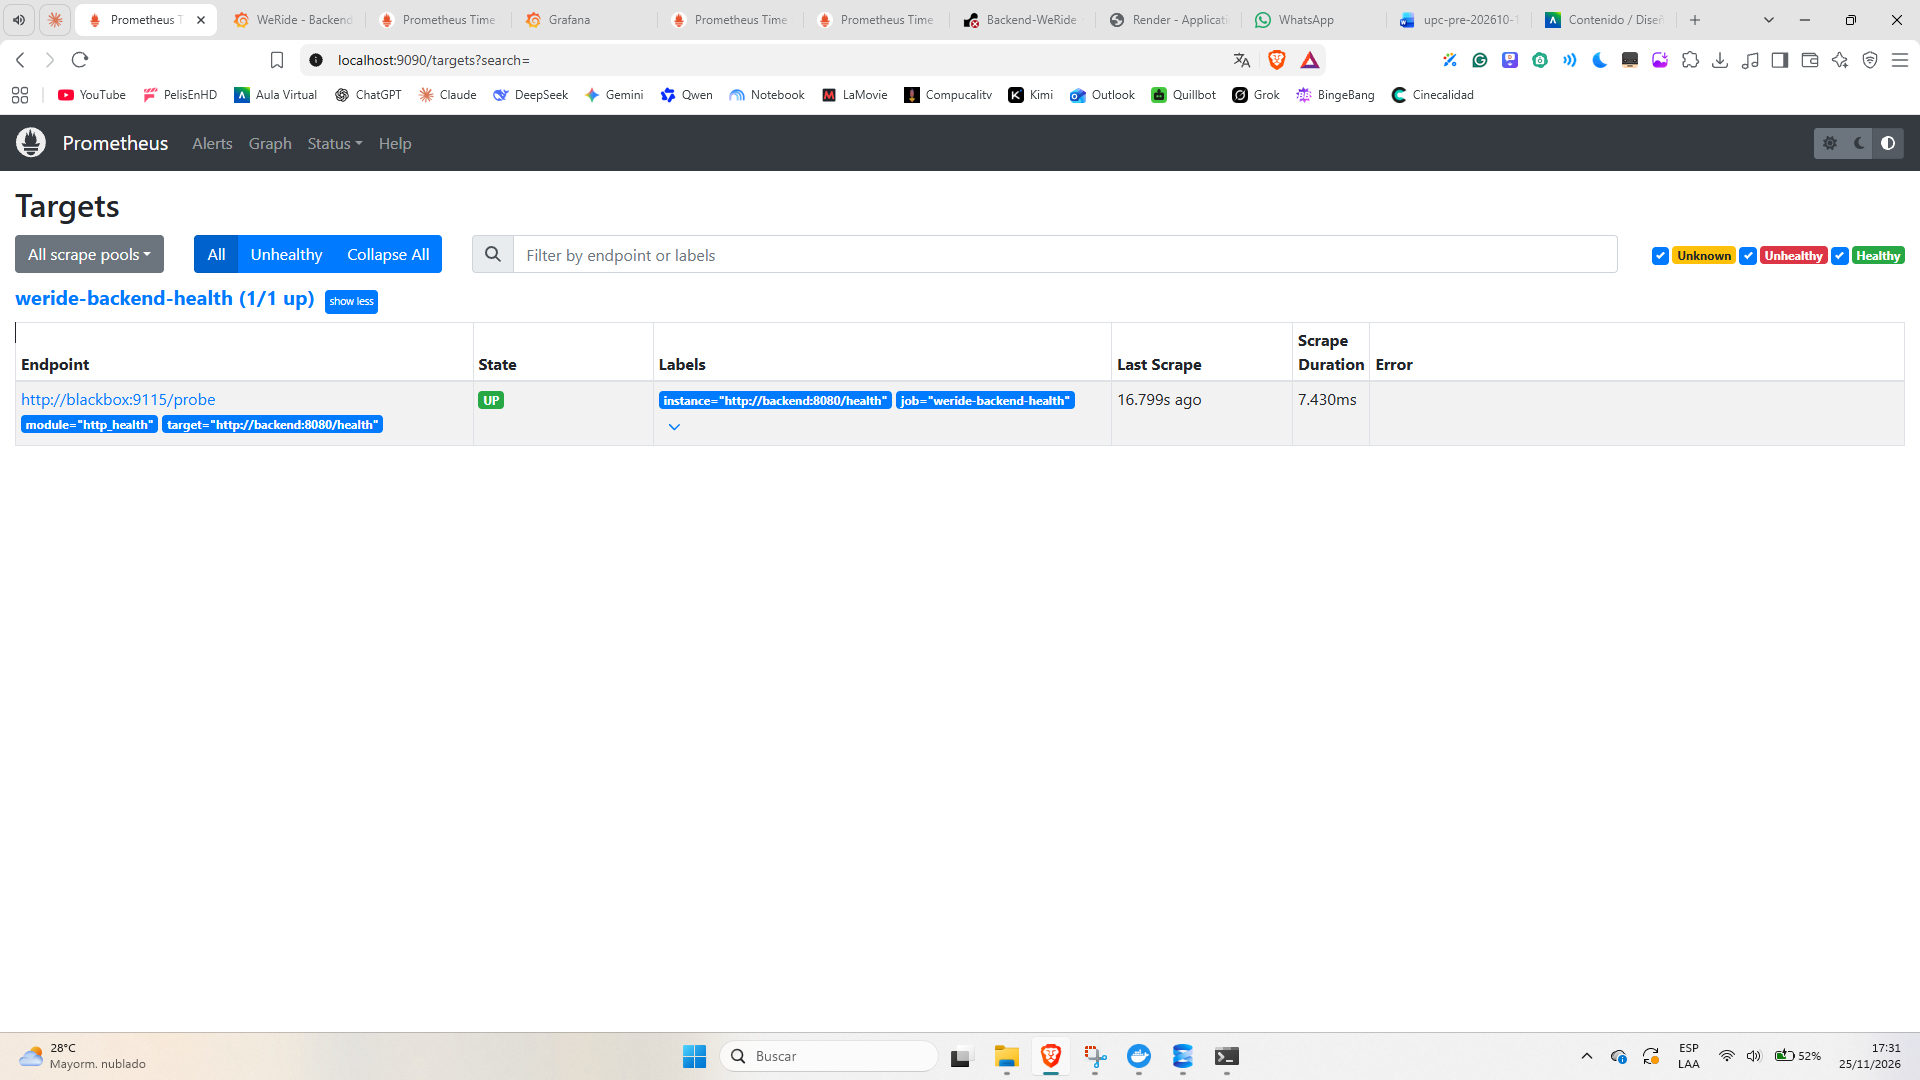 Prometheus T
WeRide - Backend
Prometheus Time
Grafana
Prometheus Time
Prometheus Time
Backend-WeRide
Render - Applicati
WhatsApp
upc-pre-202610-1
Contenido / Diseñ
localhost:9090/targets?search=
YouTube
PelisEnHD
Aula Virtual
ChatGPT
Claude
DeepSeek
Gemini
Qwen
Notebook
LaMovie
Compucalitv
Kimi
Outlook
Quillbot
Grok
BingeBang
Cinecalidad
Prometheus Alerts Graph Status Help
Targets
All scrape pools
All Unhealthy Collapse All
Filter by endpoint or labels
Unknown Unhealthy Healthy
weride-backend-health (1/1 up) show less
Endpoint State Labels Last Scrape Scrape Duration Error
http://blackbox:9115/probe
module="http_health" target="http://backend:8080/health"
UP
instance="http://backend:8080/health" job="weride-backend-health"
16.799s ago
7.430ms
28°C
Mayorm. nublado
Buscar
ESP
LAA
52%
17:31
25/11/2026